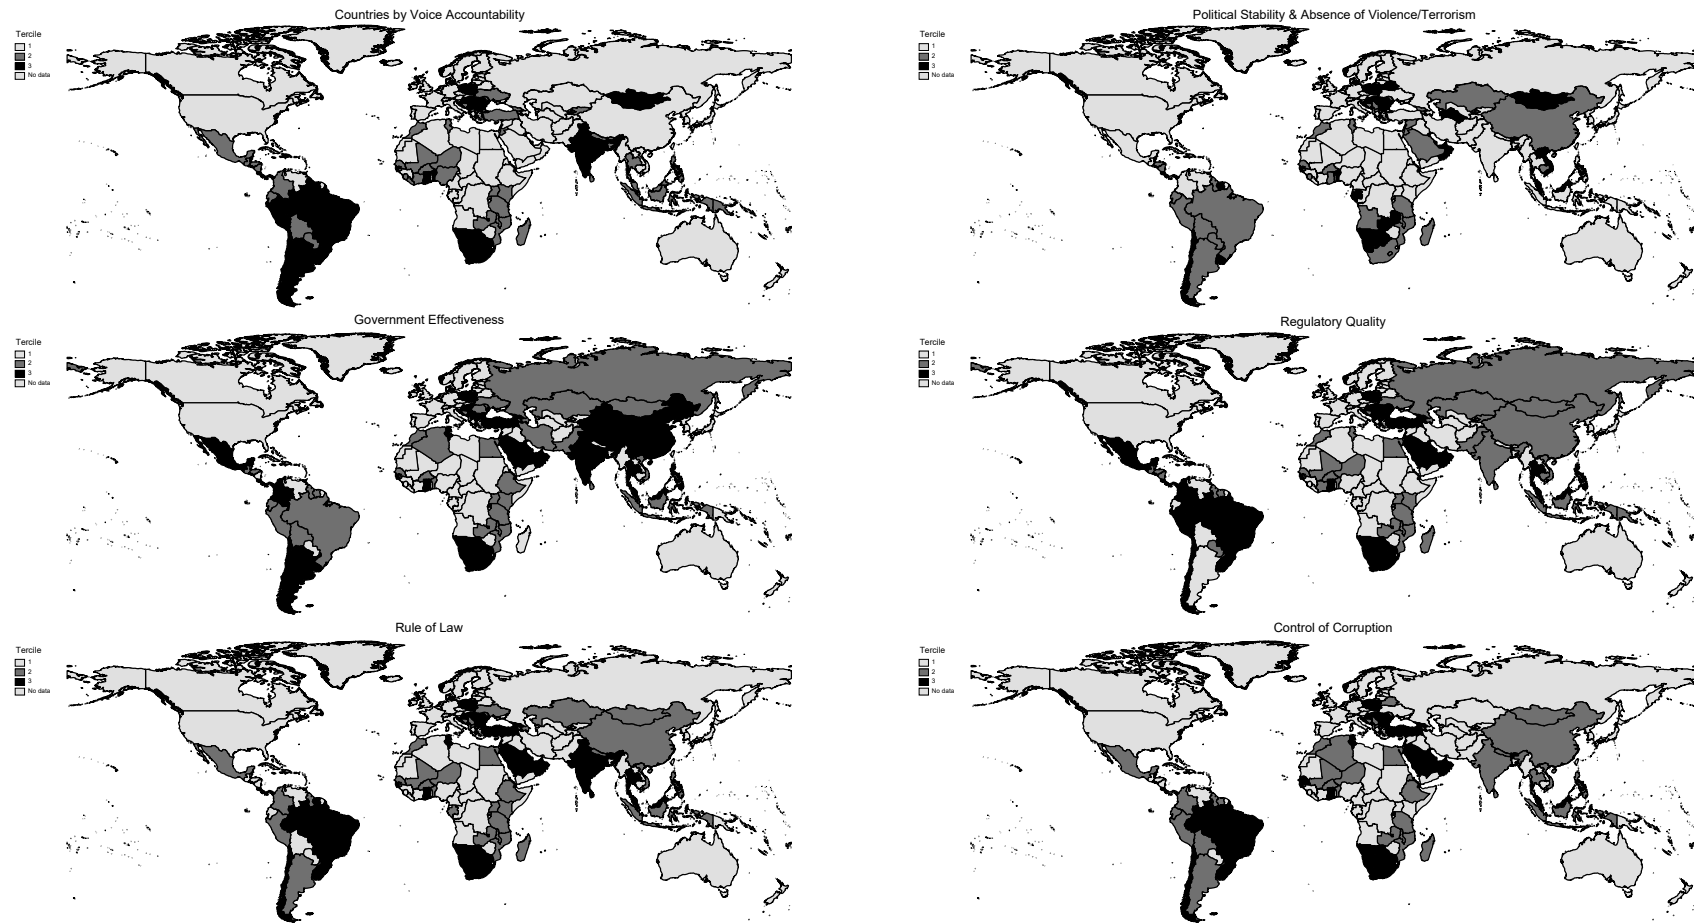 Countries by Voice Accountability
Tercile
1
2
3
No data
Political Stability & Absence of Violence/Terrorism
Tercile
1
2
3
No data
Government Effectiveness
Tercile
1
2
3
No data
Regulatory Quality
Tercile
1
2
3
No data
Rule of Law
Tercile
1
2
3
No data
Control of Corruption
Tercile
1
2
3
No data